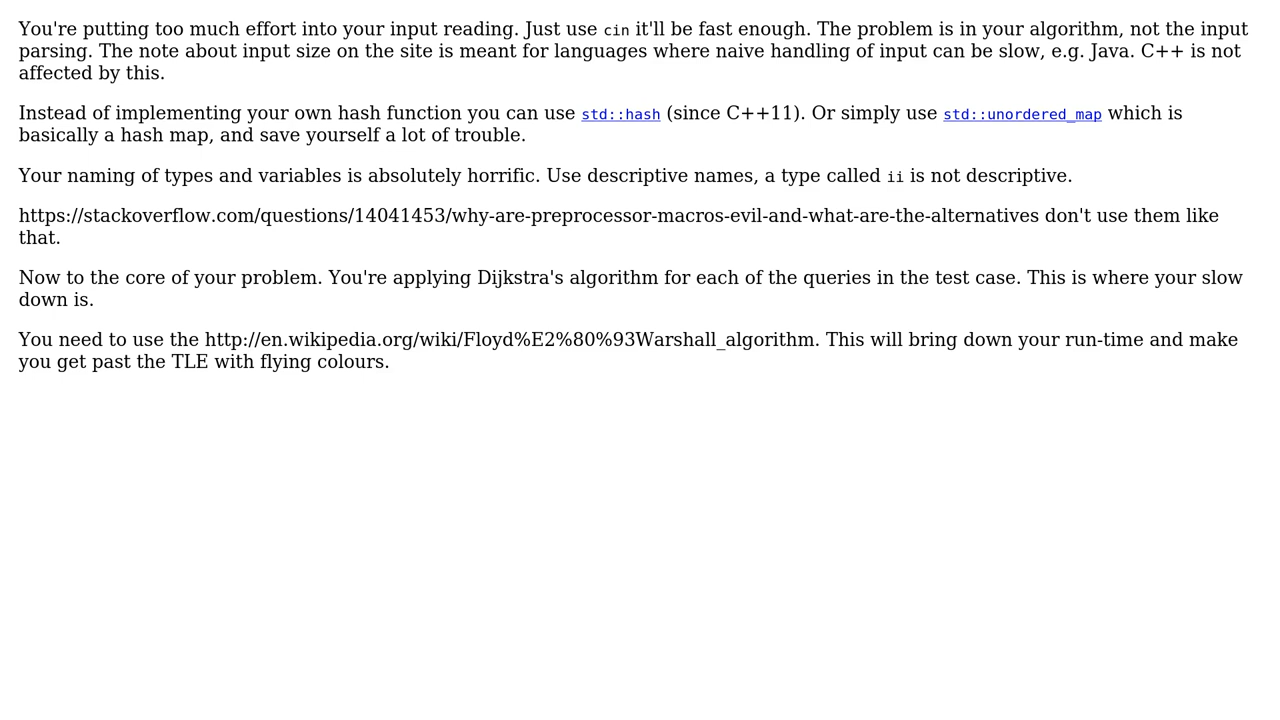 You're putting too much effort into your input reading. Just use cin it'll be fast enough. The problem is in your algorithm, not the input
parsing. The note about input size on the site is meant for languages where naive handling of input can be slow, e.g. Java. C++ is not
affected by this.
Instead of implementing your own hash function you can use std::hash (since C++11). Or simply use std::unordered_map which is
basically a hash map, and save yourself a lot of trouble.
Your naming of types and variables is absolutely horrific. Use descriptive names, a type called ii is not descriptive.
https://stackoverflow.com/questions/14041453/why-are-preprocessor-macros-evil-and-what-are-the-alternatives don't use them like
that.
Now to the core of your problem. You're applying Dijkstra's algorithm for each of the queries in the test case. This is where your slow
down is.
You need to use the http://en.wikipedia.org/wiki/Floyd%E2%80%93Warshall_algorithm. This will bring down your run-time and make
you get past the TLE with flying colours.